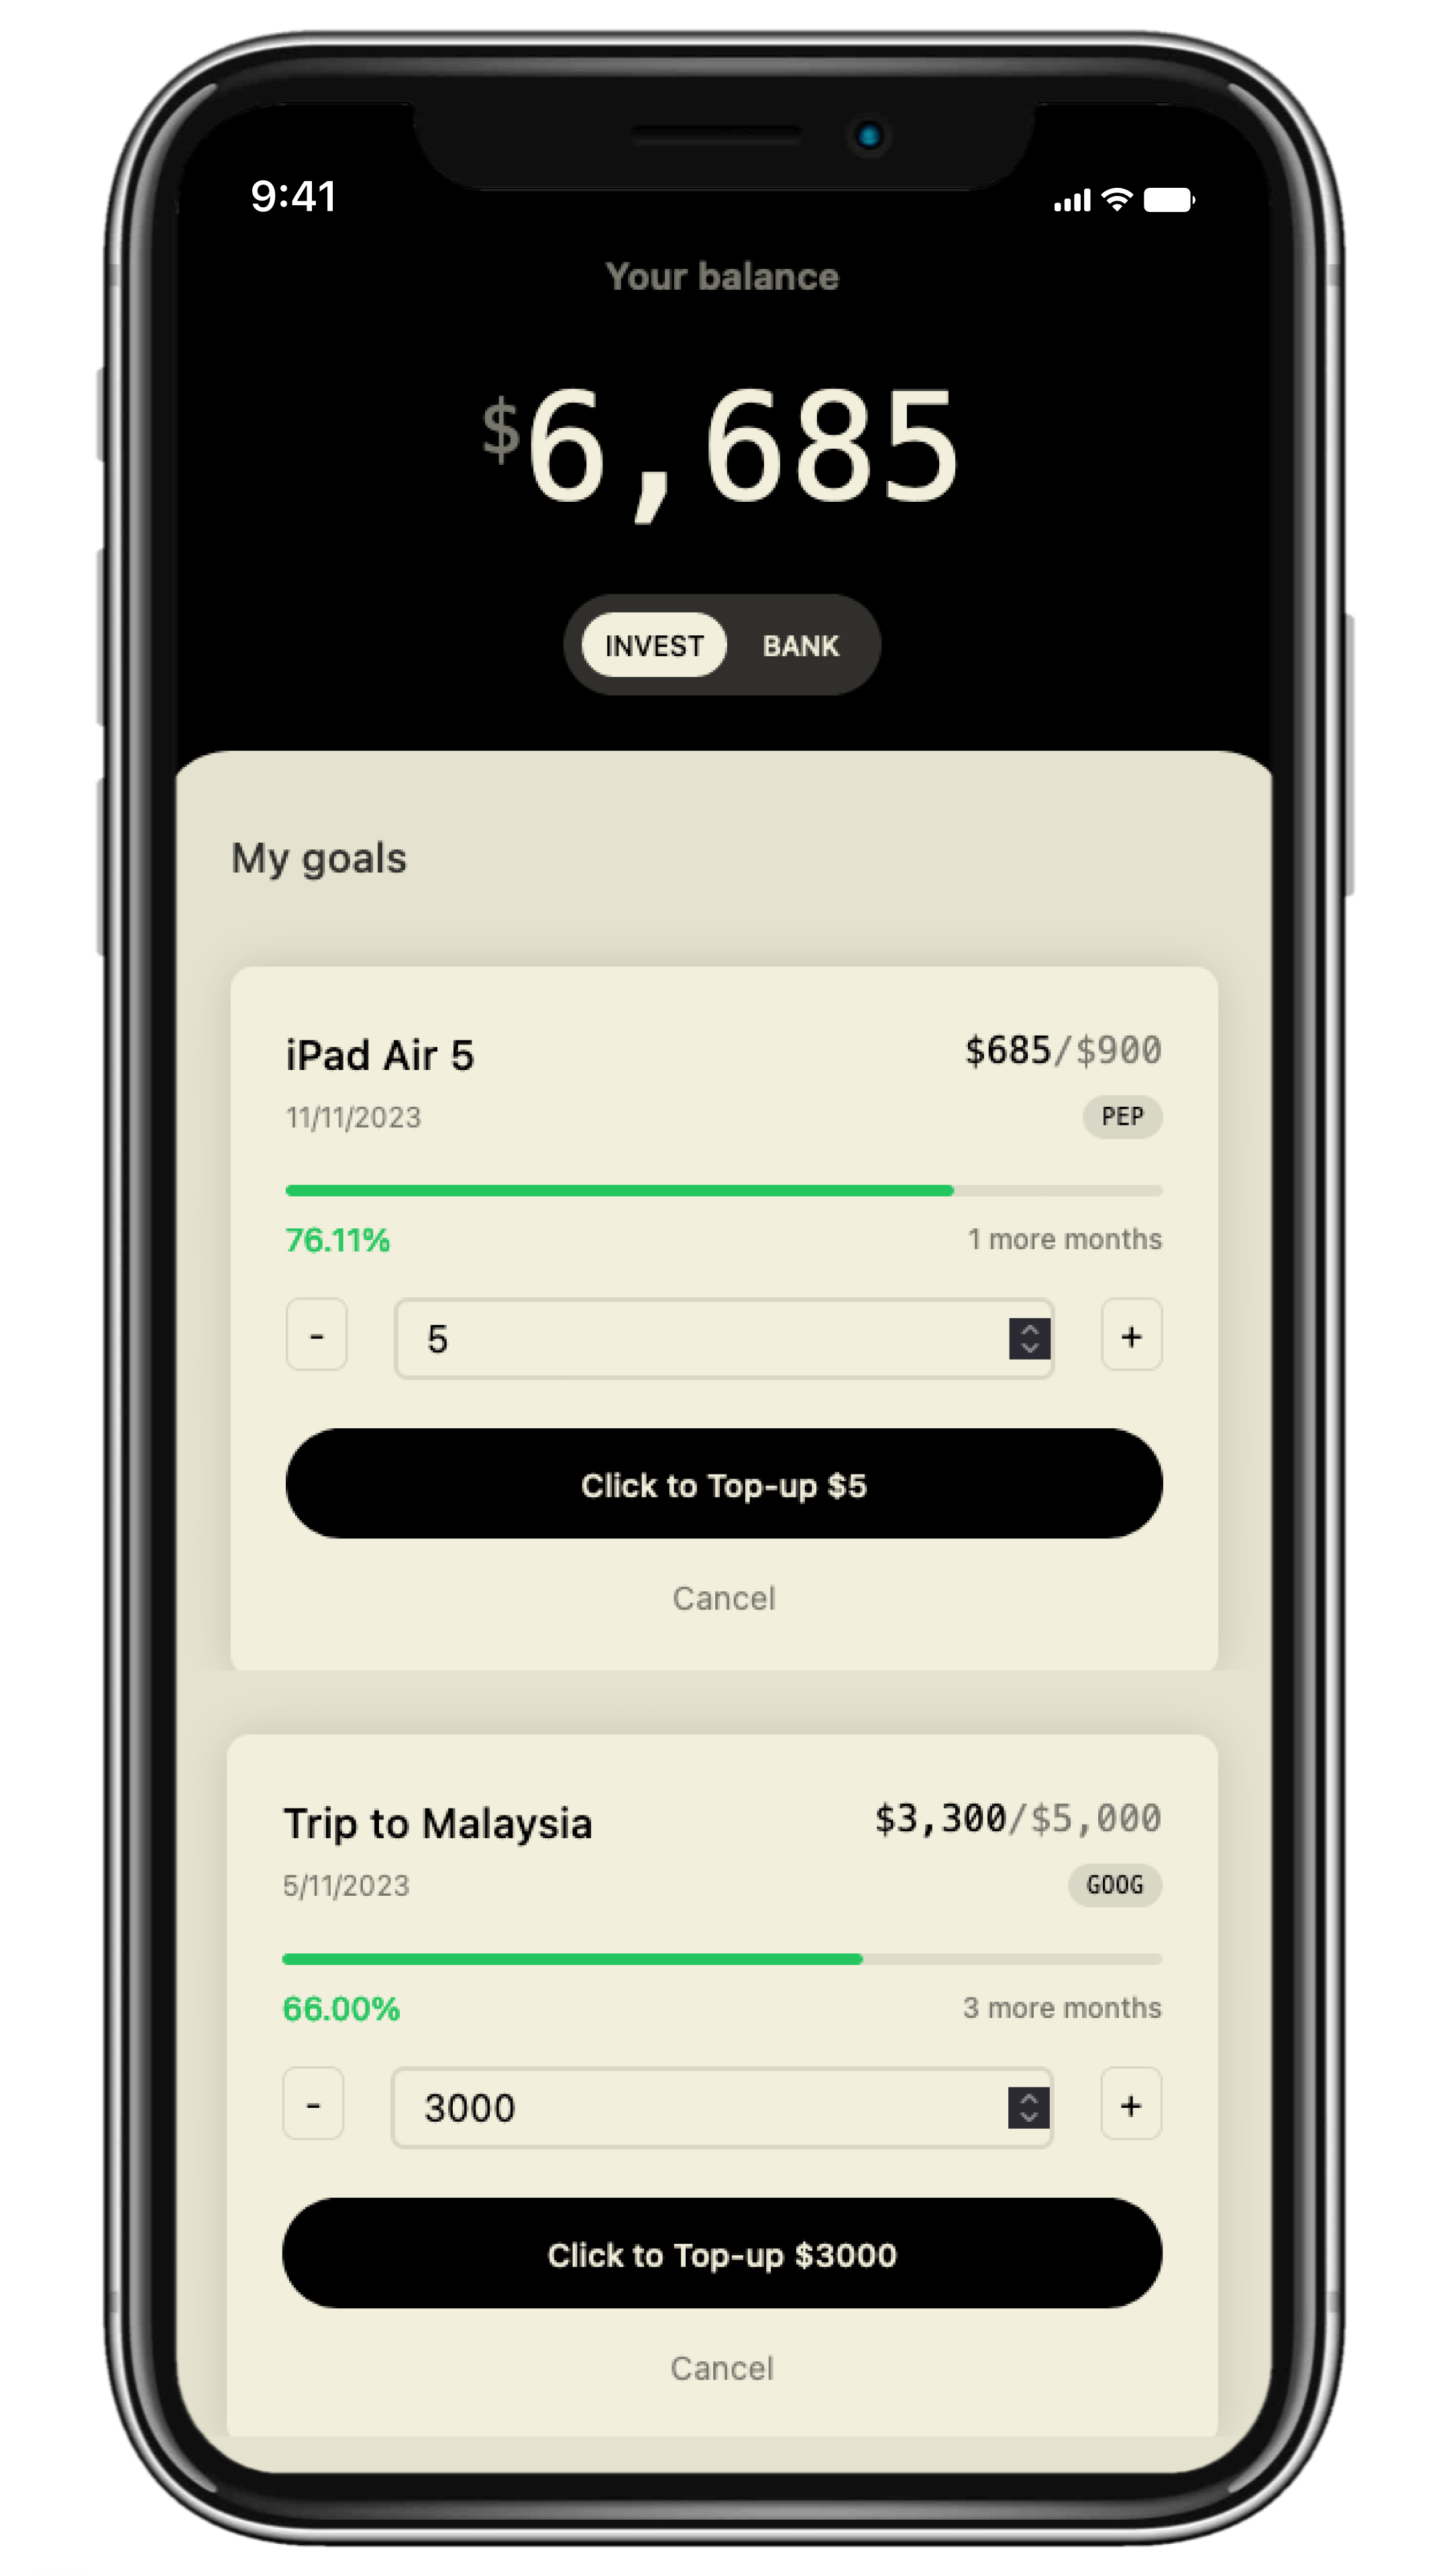 9:41
Your balance
$6,685
INVEST BANK
My goals
iPad Air 5 $685/$900
11/11/2023 PEP
76.11% 1 more months
- 5 +
Click to Top-up $5
Cancel
Trip to Malaysia $3,300/$5,000
5/11/2023 GOOG
66.00% 3 more months
- 3000 +
Click to Top-up $3000
Cancel